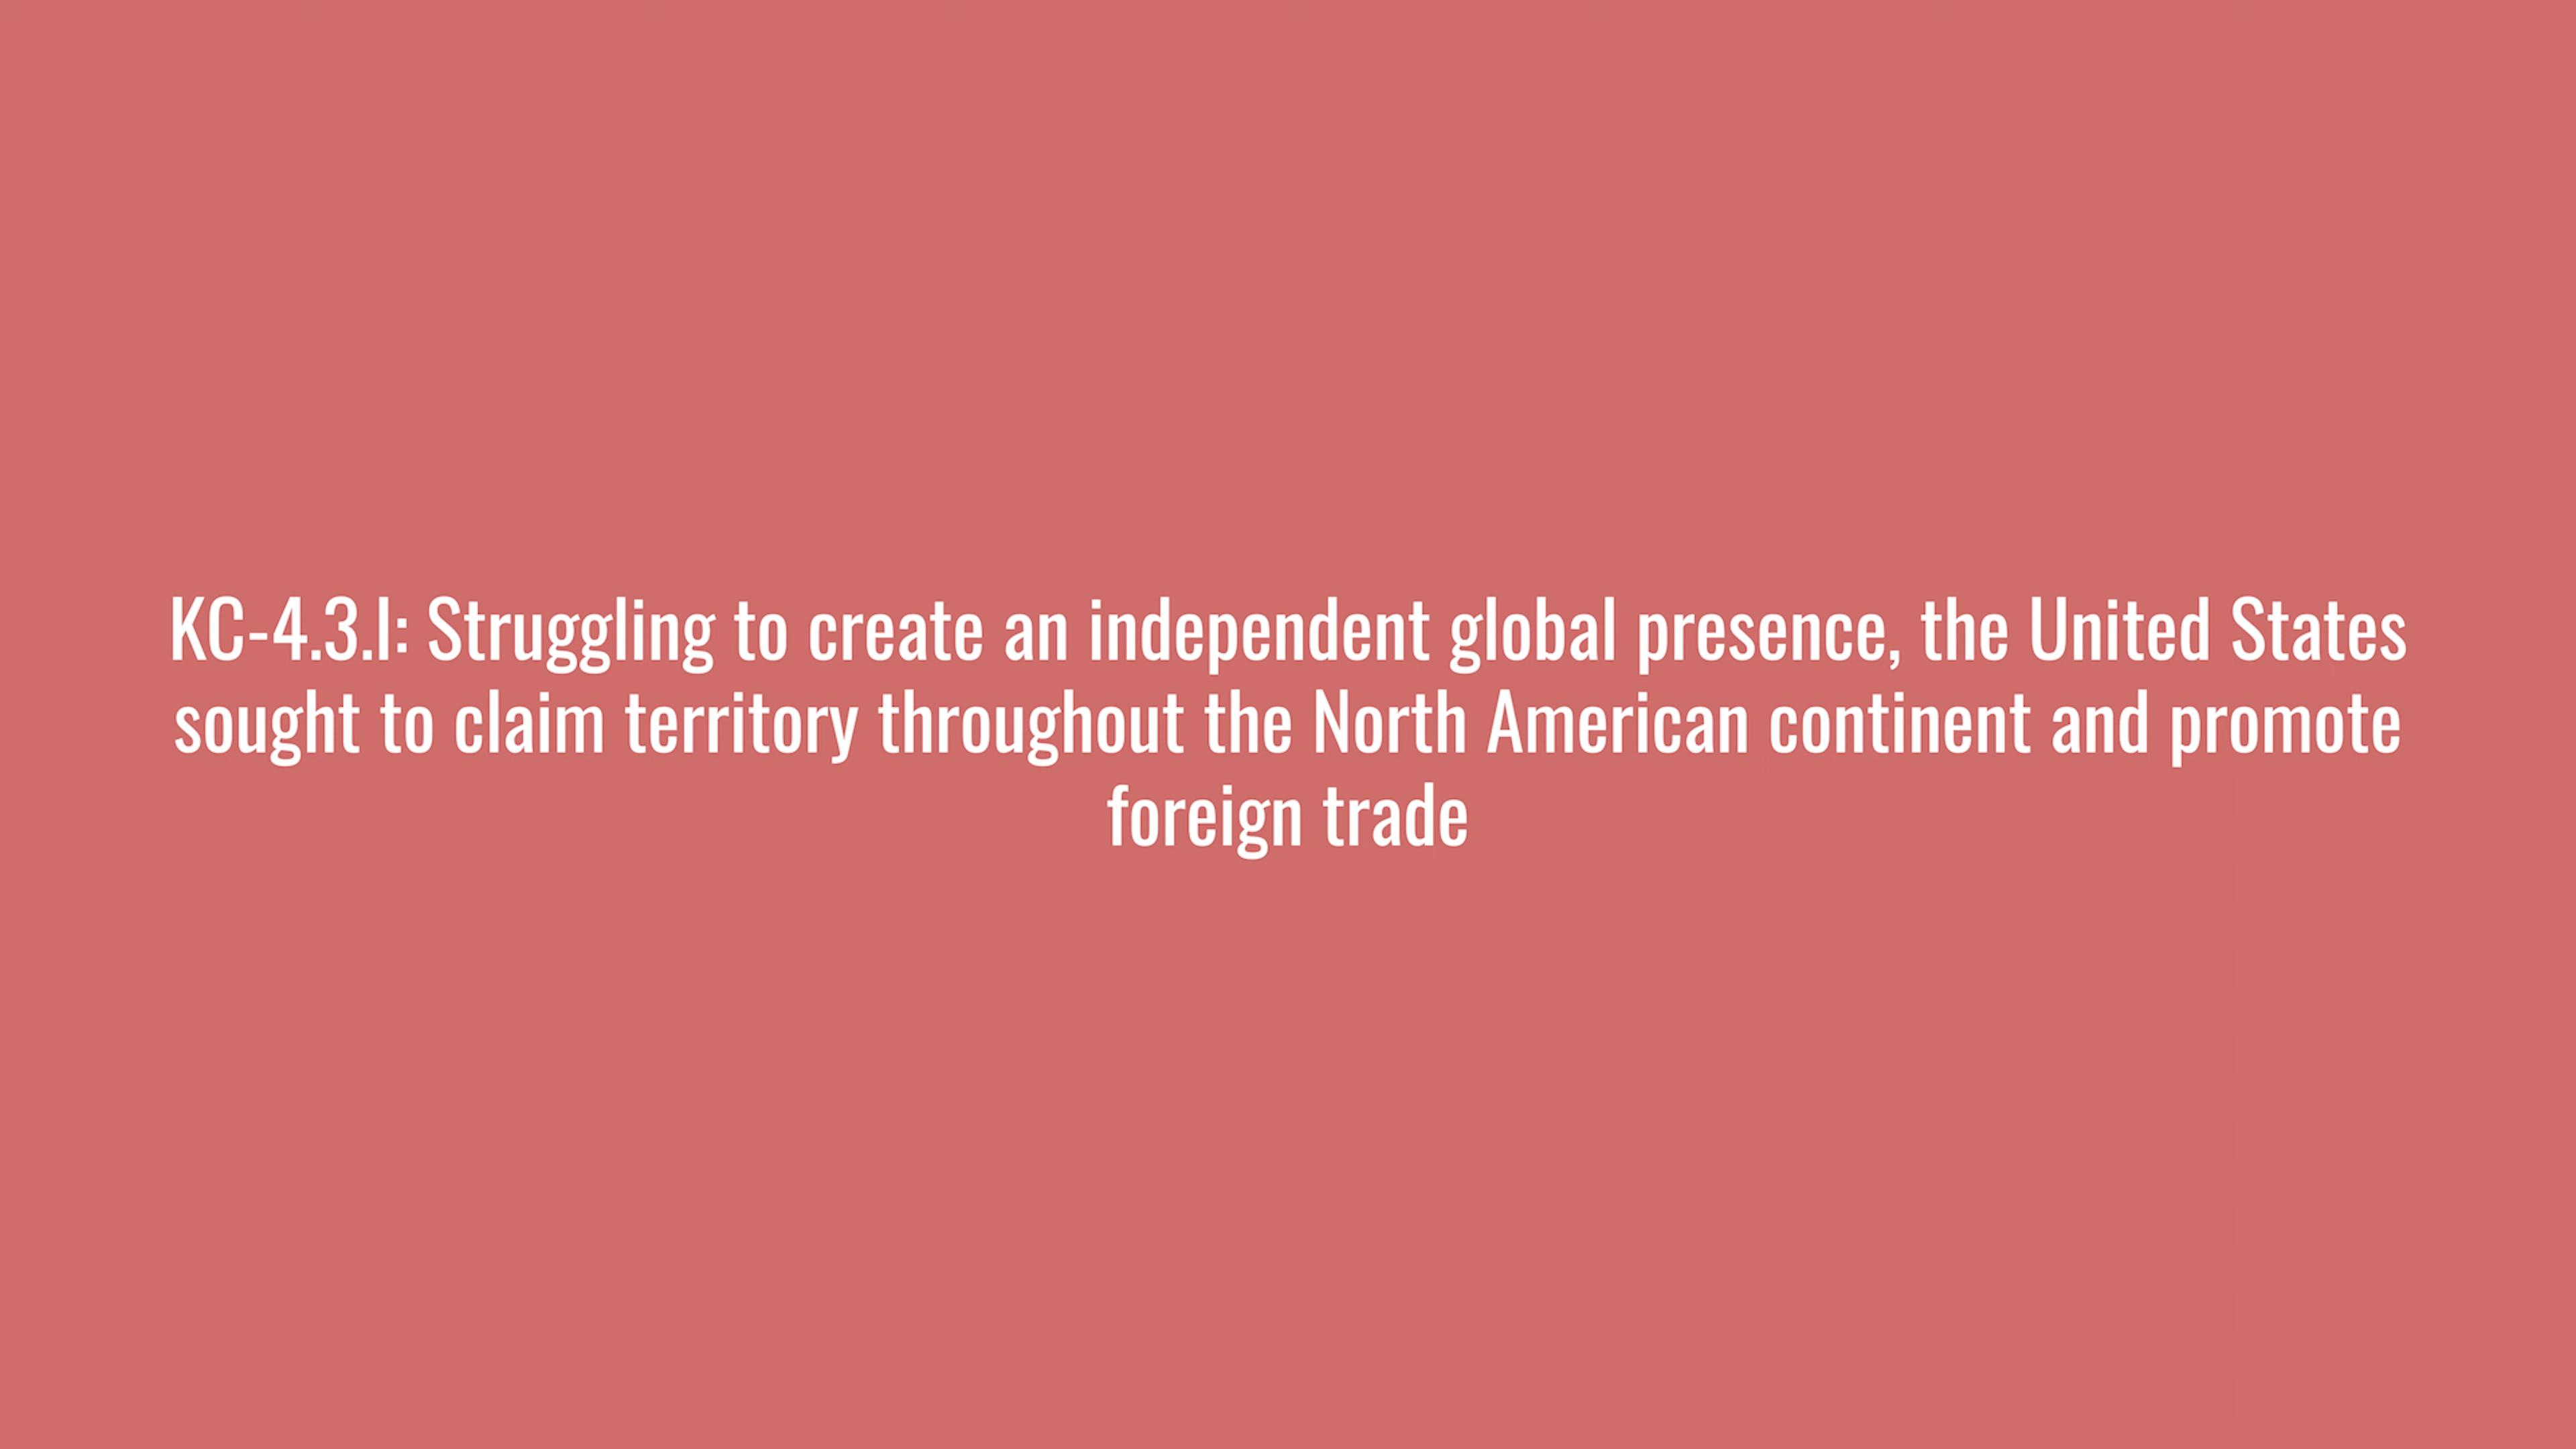 KC-4.3.I: Struggling to create an independent global presence, the United States
sought to claim territory throughout the North American continent and promote
foreign trade